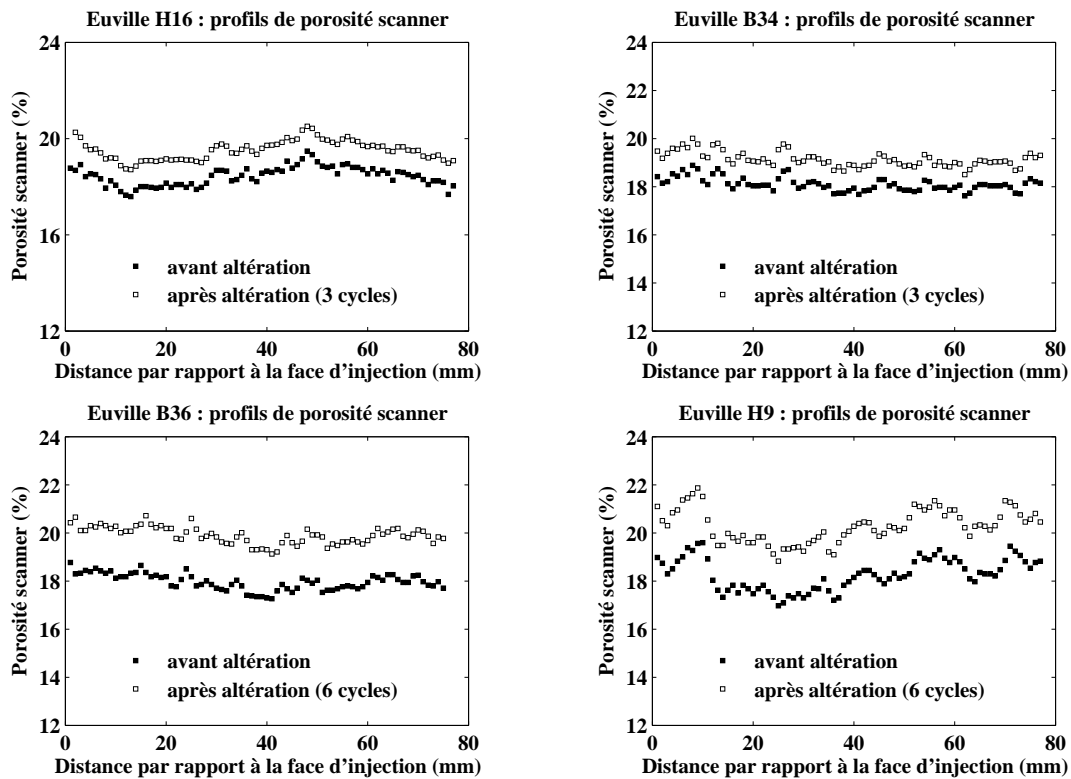 Euville H16 : profils de porosité scanner
24
22
20
18
16
14
12
0
20
40
60
80
Porosité scanner (%)
Distance par rapport à la face d'injection (mm)
avant altération
après altération (3 cycles)
Euville B34 : profils de porosité scanner
24
22
20
18
16
14
12
0
20
40
60
80
Porosité scanner (%)
Distance par rapport à la face d'injection (mm)
avant altération
après altération (3 cycles)
Euville B36 : profils de porosité scanner
24
22
20
18
16
14
12
0
20
40
60
80
Porosité scanner (%)
Distance par rapport à la face d'injection (mm)
avant altération
après altération (6 cycles)
Euville H9 : profils de porosité scanner
24
22
20
18
16
14
12
0
20
40
60
80
Porosité scanner (%)
Distance par rapport à la face d'injection (mm)
avant altération
après altération (6 cycles)